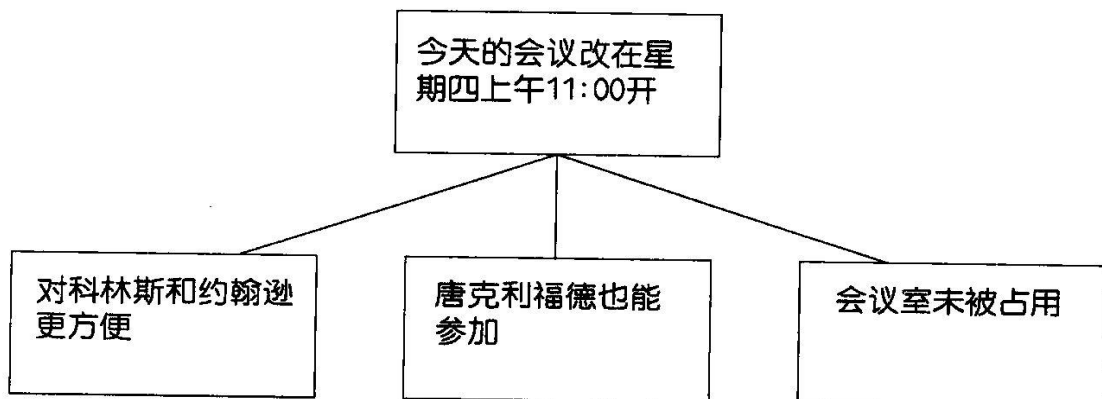 今天的会议改在星
期四上午11:00开
对科林斯和约翰逊
更方便
唐克利福德也能
参加
会议室未被占用